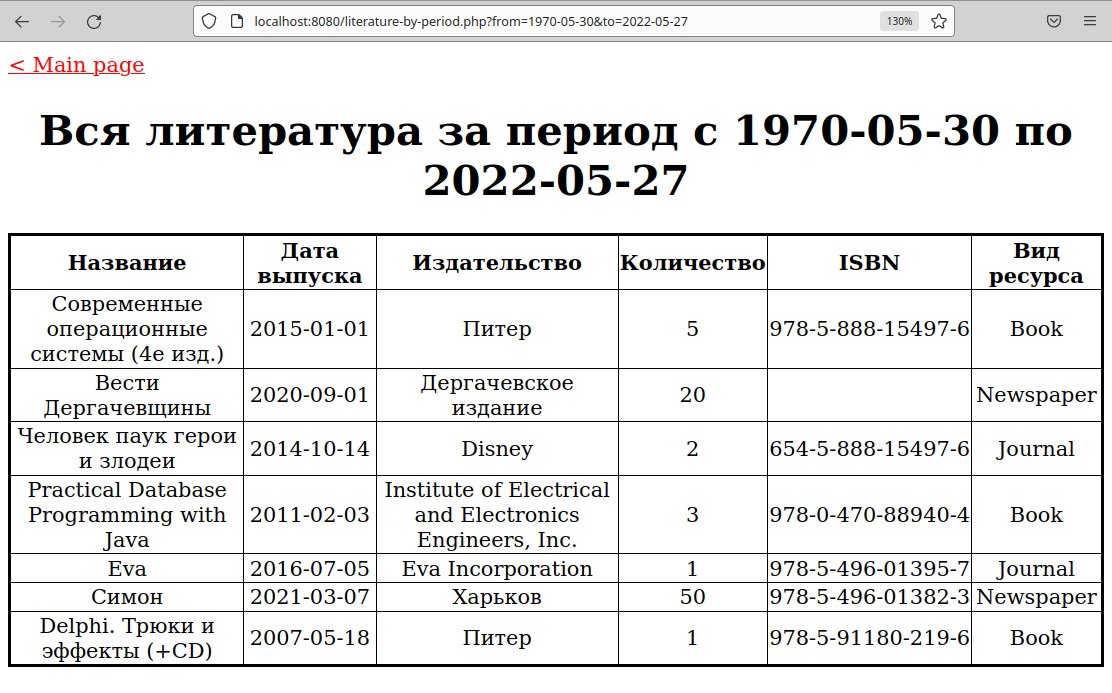 localhost:8080/literature-by-period.php?from=1970-05-30&to=2022-05-27
130%
< Main page
Вся литература за период с 1970-05-30 по
2022-05-27
Название
Дата
выпуска
Издательство
Количество
ISBN
Вид
ресурса
Современные
операционные
системы (4е изд.)
2015-01-01
Питер
5
978-5-888-15497-6
Book
Вести
Дергачевщины
2020-09-01
Дергачевское
издание
20
Newspaper
Человек паук герои
и злодеи
2014-10-14
Disney
2
654-5-888-15497-6
Journal
Practical Database
Programming with
Java
2011-02-03
Institute of Electrical
and Electronics
Engineers, Inc.
3
978-0-470-88940-4
Book
Eva
2016-07-05
Eva Incorporation
1
978-5-496-01395-7
Journal
Симон
2021-03-07
Харьков
50
978-5-496-01382-3
Newspaper
Delphi. Трюки и
эффекты (+CD)
2007-05-18
Питер
1
978-5-91180-219-6
Book